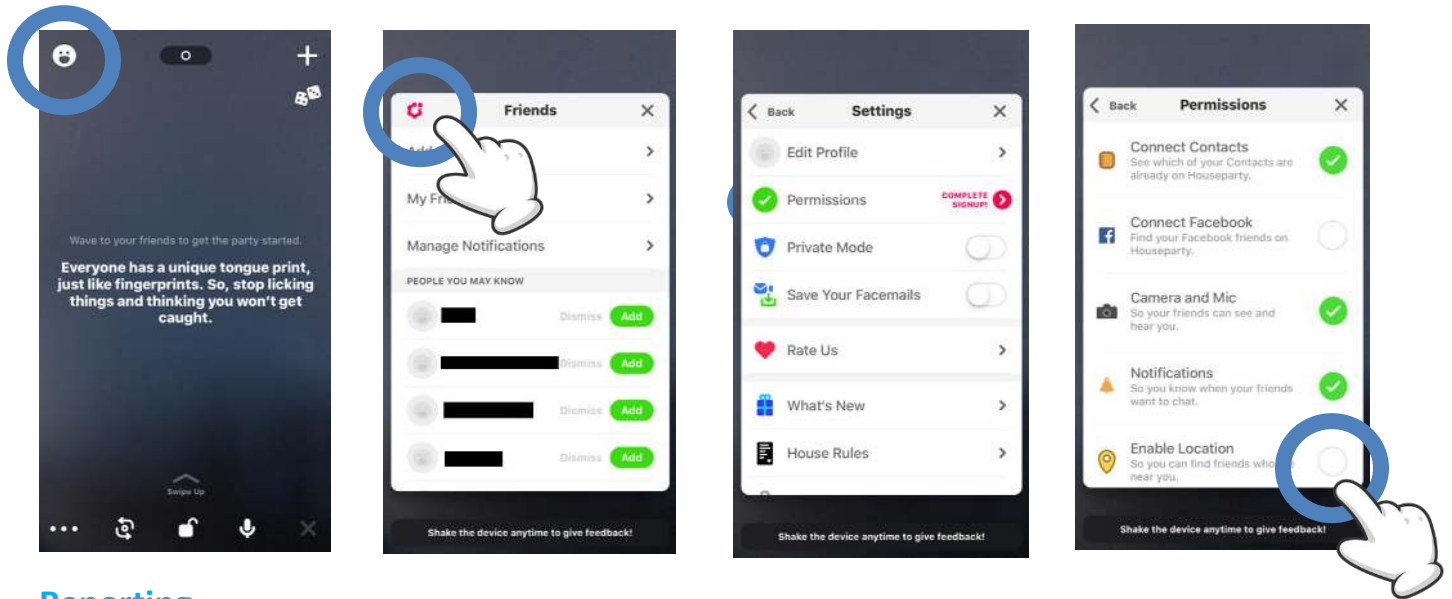 Wave to your friends to get the party started.
Everyone has a unique tongue print,
just like fingerprints. So, stop licking
things and thinking you won't get
caught.
Swipe Up
Friends
My
Manage Notifications
PEOPLE YOU MAY KNOW
Dismiss Add
Dismiss Add
Dismiss Add
Dismiss Add
Shake the device anytime to give feedback!
Back Settings
Edit Profile
Permissions COMPLETE
SIGNUP!
Private Mode
Save Your Facemails
Rate Us
What's New
House Rules
Shake the device anytime to give feedback!
Back Permissions
Connect Contacts
See which of your Contacts are
already on Houseparty.
Connect Facebook
Find your Facebook friends on
Houseparty.
Camera and Mic
So your friends can see and
hear you.
Notifications
So you know when your friends
want to chat.
Enable Location
So you can find friends who
near you.
Shake the device anytime to give feedback!
Reporting